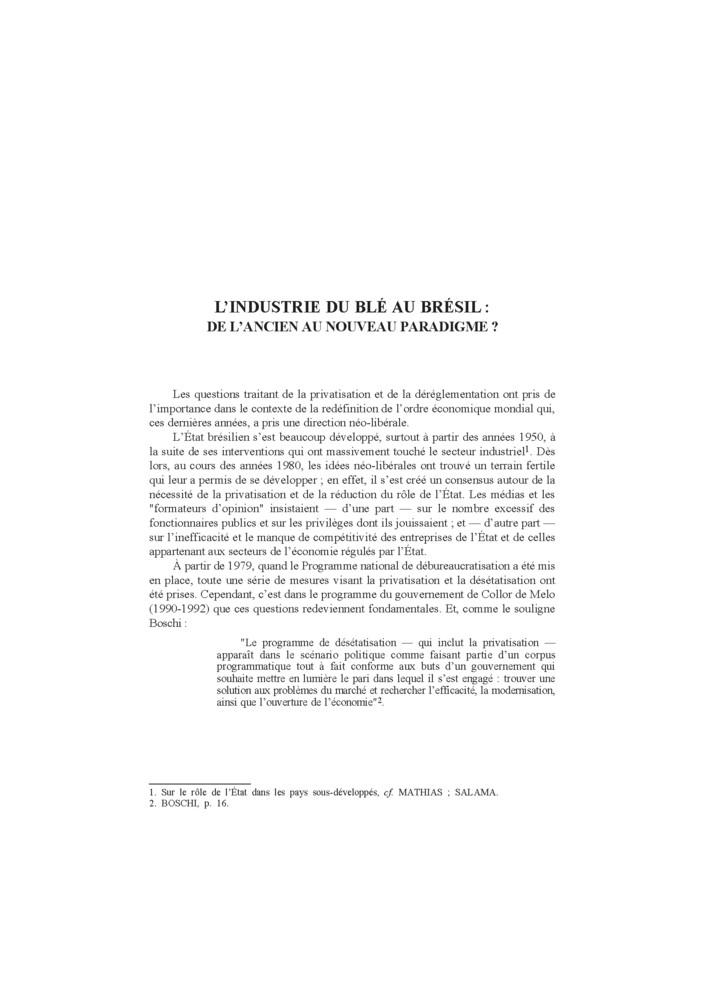 L'INDUSTRIE DU BLÉ AU BRÉSIL :
DE L'ANCIEN AU NOUVEAU PARADIGME ?
Les questions traitant de la privatisation et de la déréglementation ont pris de
l'importance dans le contexte de la redéfinition de l'ordre économique mondial qui,
ces dernières années, a pris une direction néo-libérale.
L'État brésilien s'est beaucoup développé, surtout à partir des années 1950, à
la suite de ses interventions qui ont massivement touché le secteur industriel1. Dès
lors, au cours des années 1980, les idées néo-libérales ont trouvé un terrain fertile
qui leur a permis de se développer ; en effet, il s'est créé un consensus autour de la
nécessité de la privatisation et de la réduction du rôle de l'État. Les médias et les
"formateurs d'opinion" insistaient — d'une part — sur le nombre excessif des
fonctionnaires publics et sur les privilèges dont ils jouissaient ; et — d'autre part —
sur l'inefficacité et le manque de compétitivité des entreprises de l'État et de celles
appartenant aux secteurs de l'économie régulés par l'État.
À partir de 1979, quand le Programme national de débureaucratisation a été mis
en place, toute une série de mesures visant la privatisation et la désétatisation ont
été prises. Cependant, c'est dans le programme du gouvernement de Collor de Melo
(1990-1992) que ces questions redeviennent fondamentales. Et, comme le souligne
Boschi :
"Le programme de désétatisation — qui inclut la privatisation —
apparaît dans le scénario politique comme faisant partie d'un corpus
programmatique tout à fait conforme aux buts d'un gouvernement qui
souhaite mettre en lumière le pari dans lequel il s'est engagé : trouver une
solution aux problèmes du marché et rechercher l'efficacité, la modernisation,
ainsi que l'ouverture de l'économie"2.
1. Sur le rôle de l'État dans les pays sous-développés, cf. MATHIAS ; SALAMA.
2. BOSCHI, p. 16.